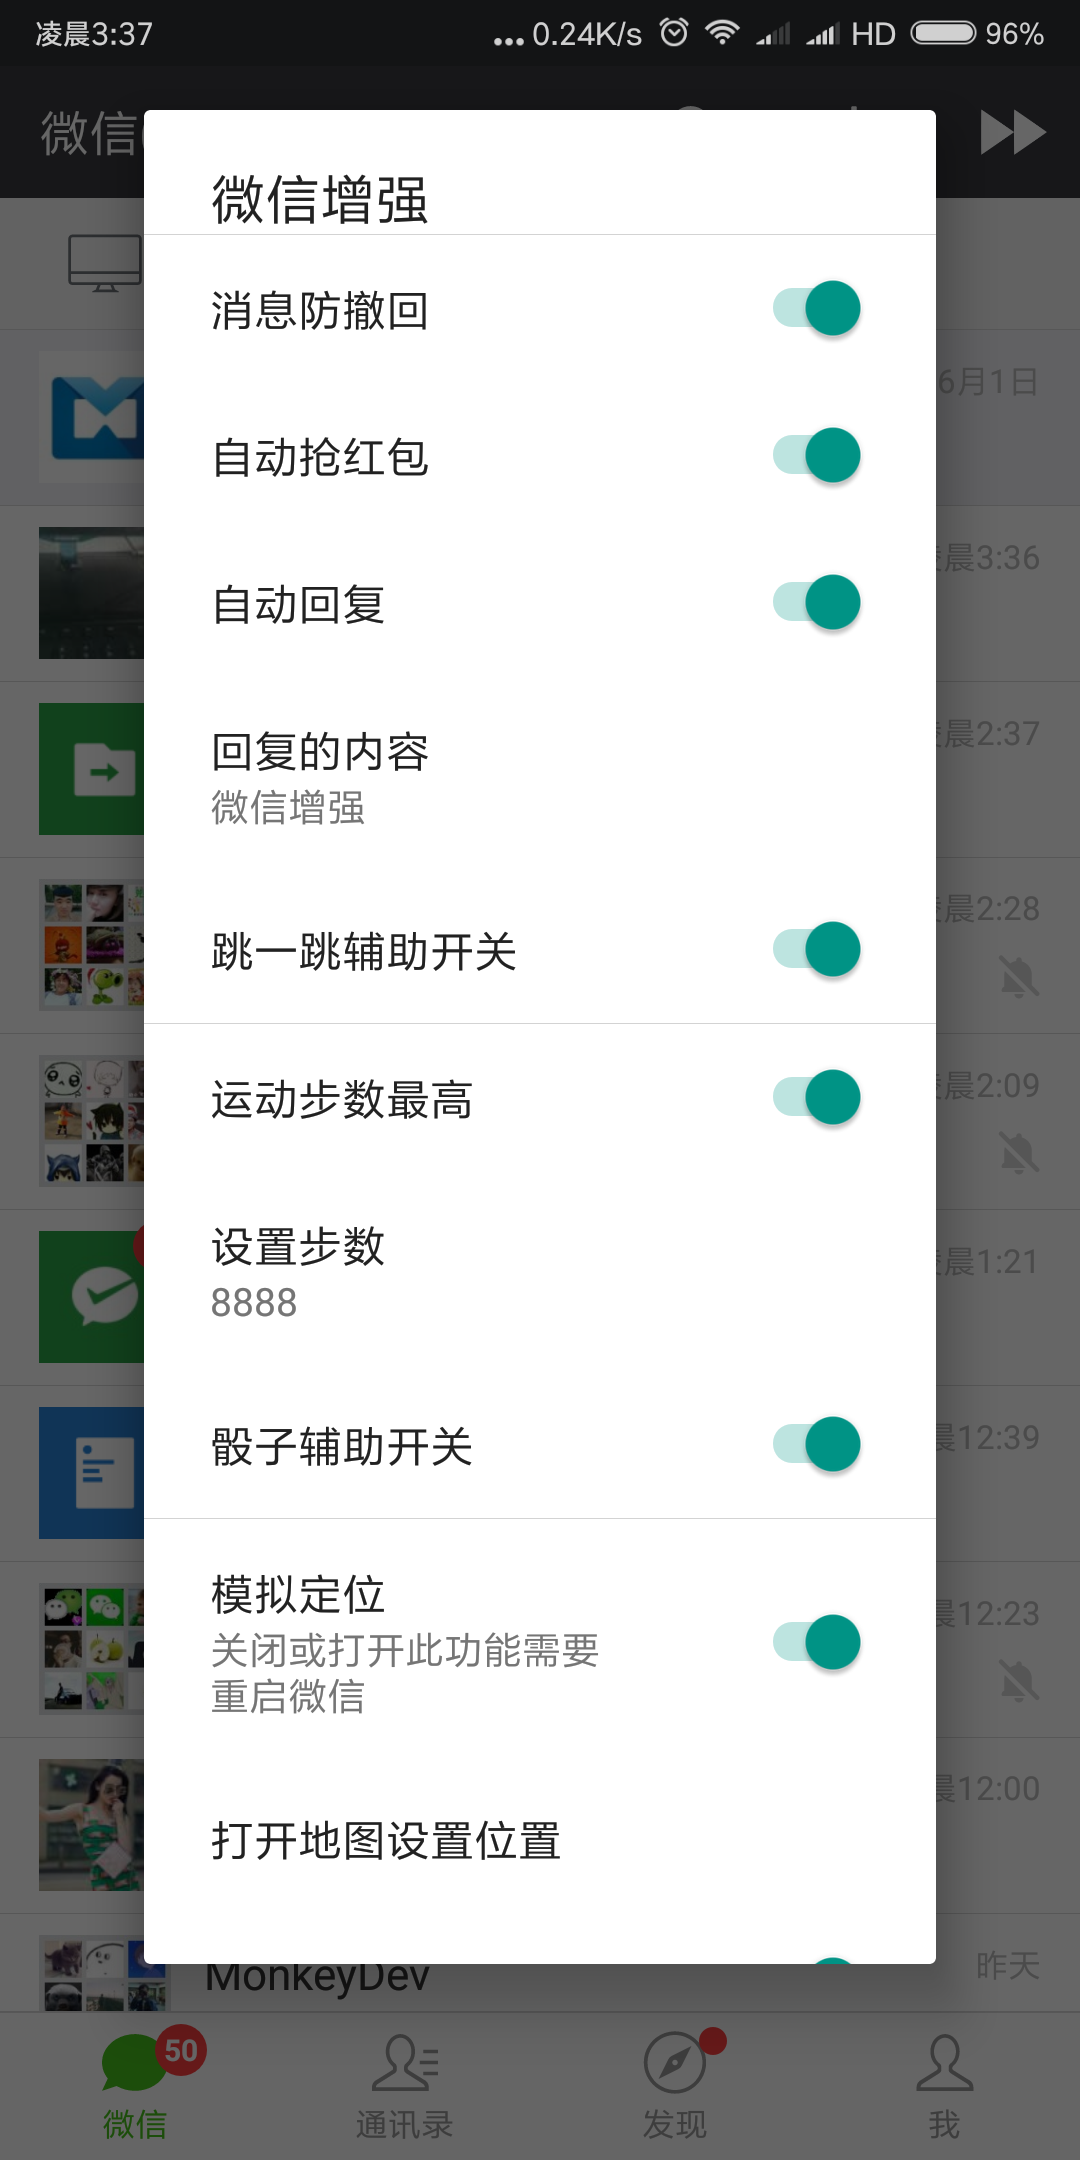 凌晨3:37
... 0.24K/s HD 96%
微信
微信增强
消息防撤回
自动抢红包
自动回复
回复的内容
微信增强
跳一跳辅助开关
运动步数最高
设置步数
8888
骰子辅助开关
模拟定位
关闭或打开此功能需要
重启微信
打开地图设置位置
6月1日
凌晨3:36
凌晨2:37
凌晨2:28
凌晨2:09
凌晨1:21
晨12:39
晨12:23
晨12:00
MonkeyDev
昨天
50
微信
通讯录
发现
我